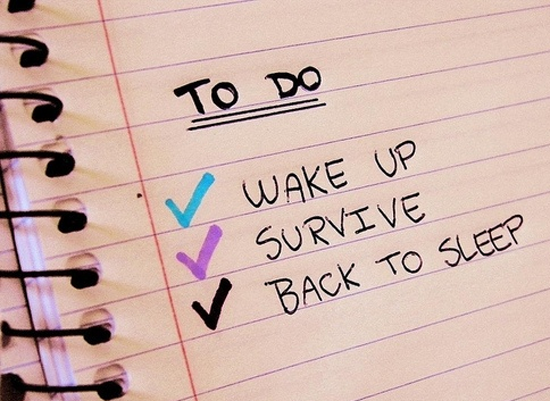 TO DO
WAKE UP
SURVIVE
BACK TO SLEEP